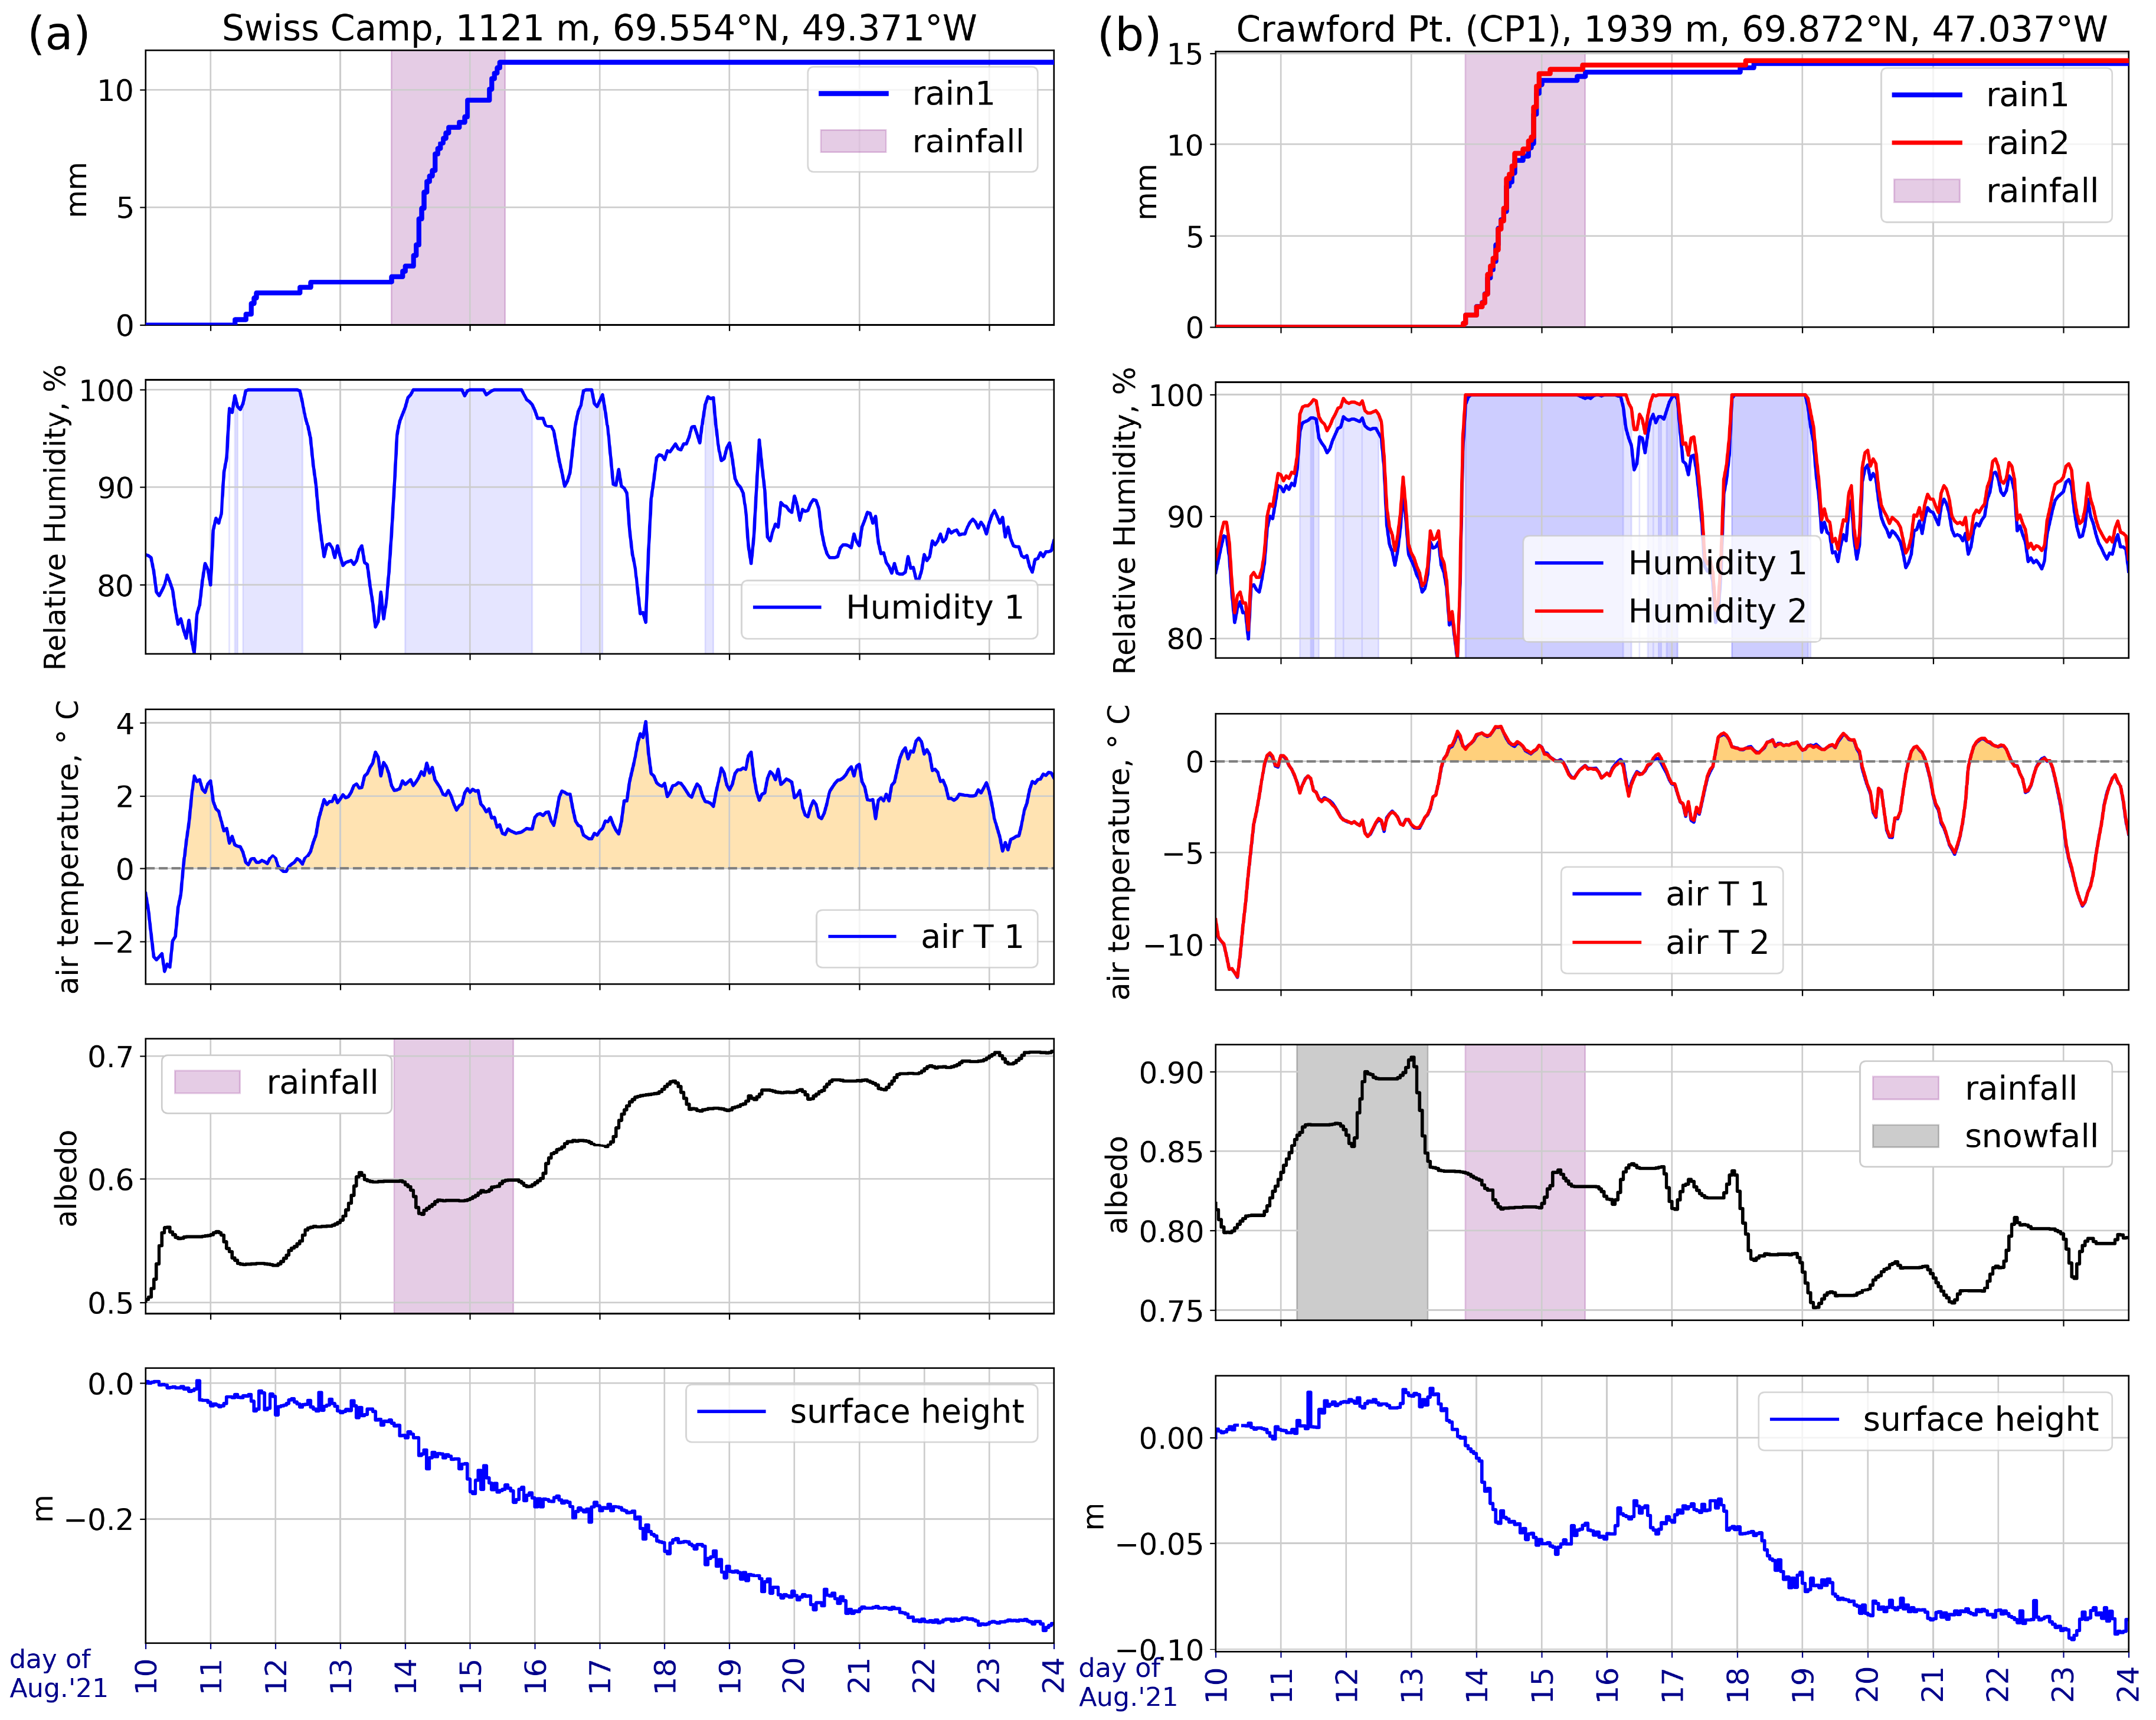 (a)
Swiss Camp, 1121 m, 69.554°N, 49.371°W
10
5
0
mm
rain1
rainfall
100
90
80
Relative Humidity, %
Humidity 1
4
2
0
−2
air temperature, ° C
air T 1
0.7
0.6
0.5
albedo
rainfall
0.0
−0.2
m
surface height
day of
Aug.'21
10 11 12 13 14 15 16 17 18 19 20 21 22 23 24
(b)
Crawford Pt. (CP1), 1939 m, 69.872°N, 47.037°W
15
10
5
0
mm
rain1
rain2
rainfall
100
90
80
Relative Humidity, %
Humidity 1
Humidity 2
0
−5
−10
air temperature, ° C
air T 1
air T 2
0.90
0.85
0.80
0.75
albedo
rainfall
snowfall
0.00
−0.05
−0.10
m
surface height
day of
Aug.'21
10 11 12 13 14 15 16 17 18 19 20 21 22 23 24